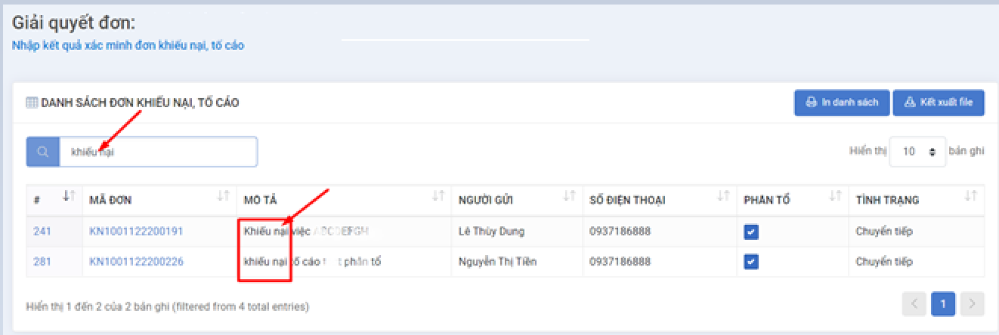 Giải quyết đơn:
Nhập kết quả xác minh đơn khiếu nại, tố cáo
DANH SÁCH ĐƠN KHIẾU NẠI, TỐ CÁO
In danh sách
Kết xuất file
khiếu nại
Hiển thị 10 bản ghi
# MÃ ĐƠN MÔ TẢ NGƯỜI GỬI SỐ ĐIỆN THOẠI PHÂN TỔ TÌNH TRẠNG
241 KN1001122200191 Khiếu nại việc ABCDEFGH Lê Thùy Dung 0937186888 Chuyển tiếp
281 KN1001122200226 khiếu nại tố cáo phân tổ Nguyễn Thị Tiền 0937186888 Chuyển tiếp
Hiển thị 1 đến 2 của 2 bản ghi (filtered from 4 total entries)
< 1 >